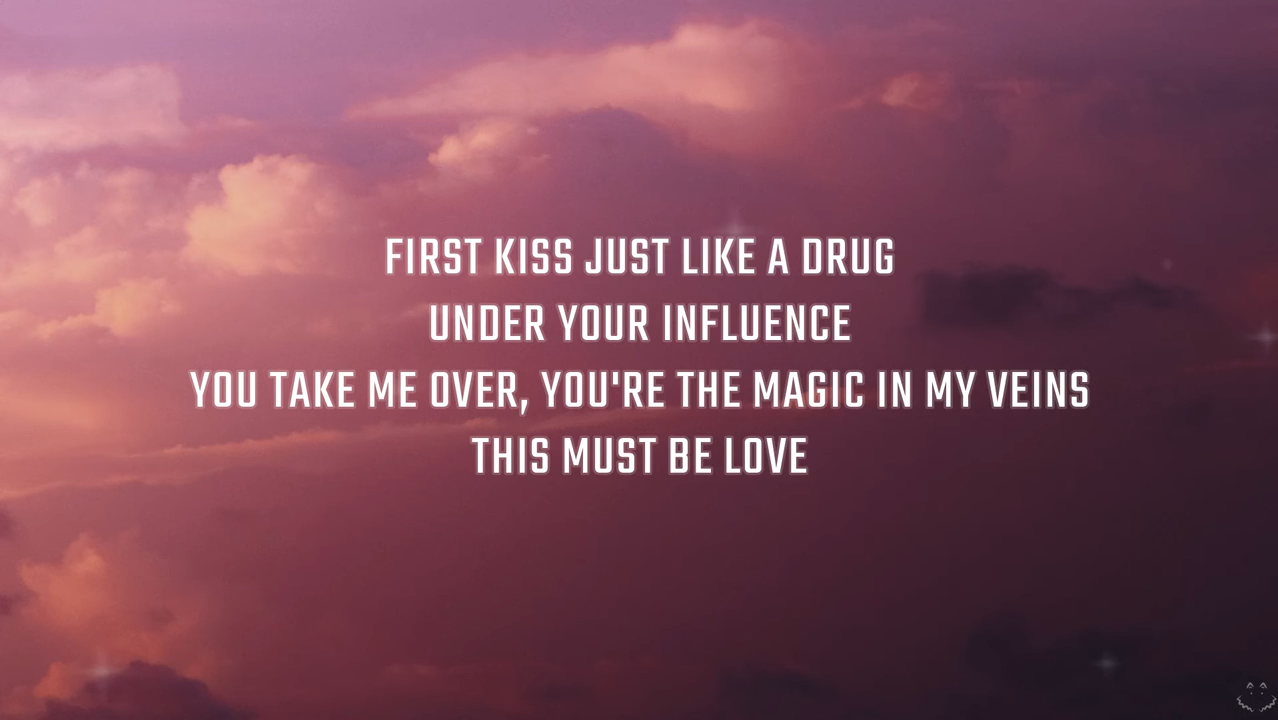 FIRST KISS JUST LIKE A DRUG
UNDER YOUR INFLUENCE
YOU TAKE ME OVER, YOU'RE THE MAGIC IN MY VEINS
THIS MUST BE LOVE